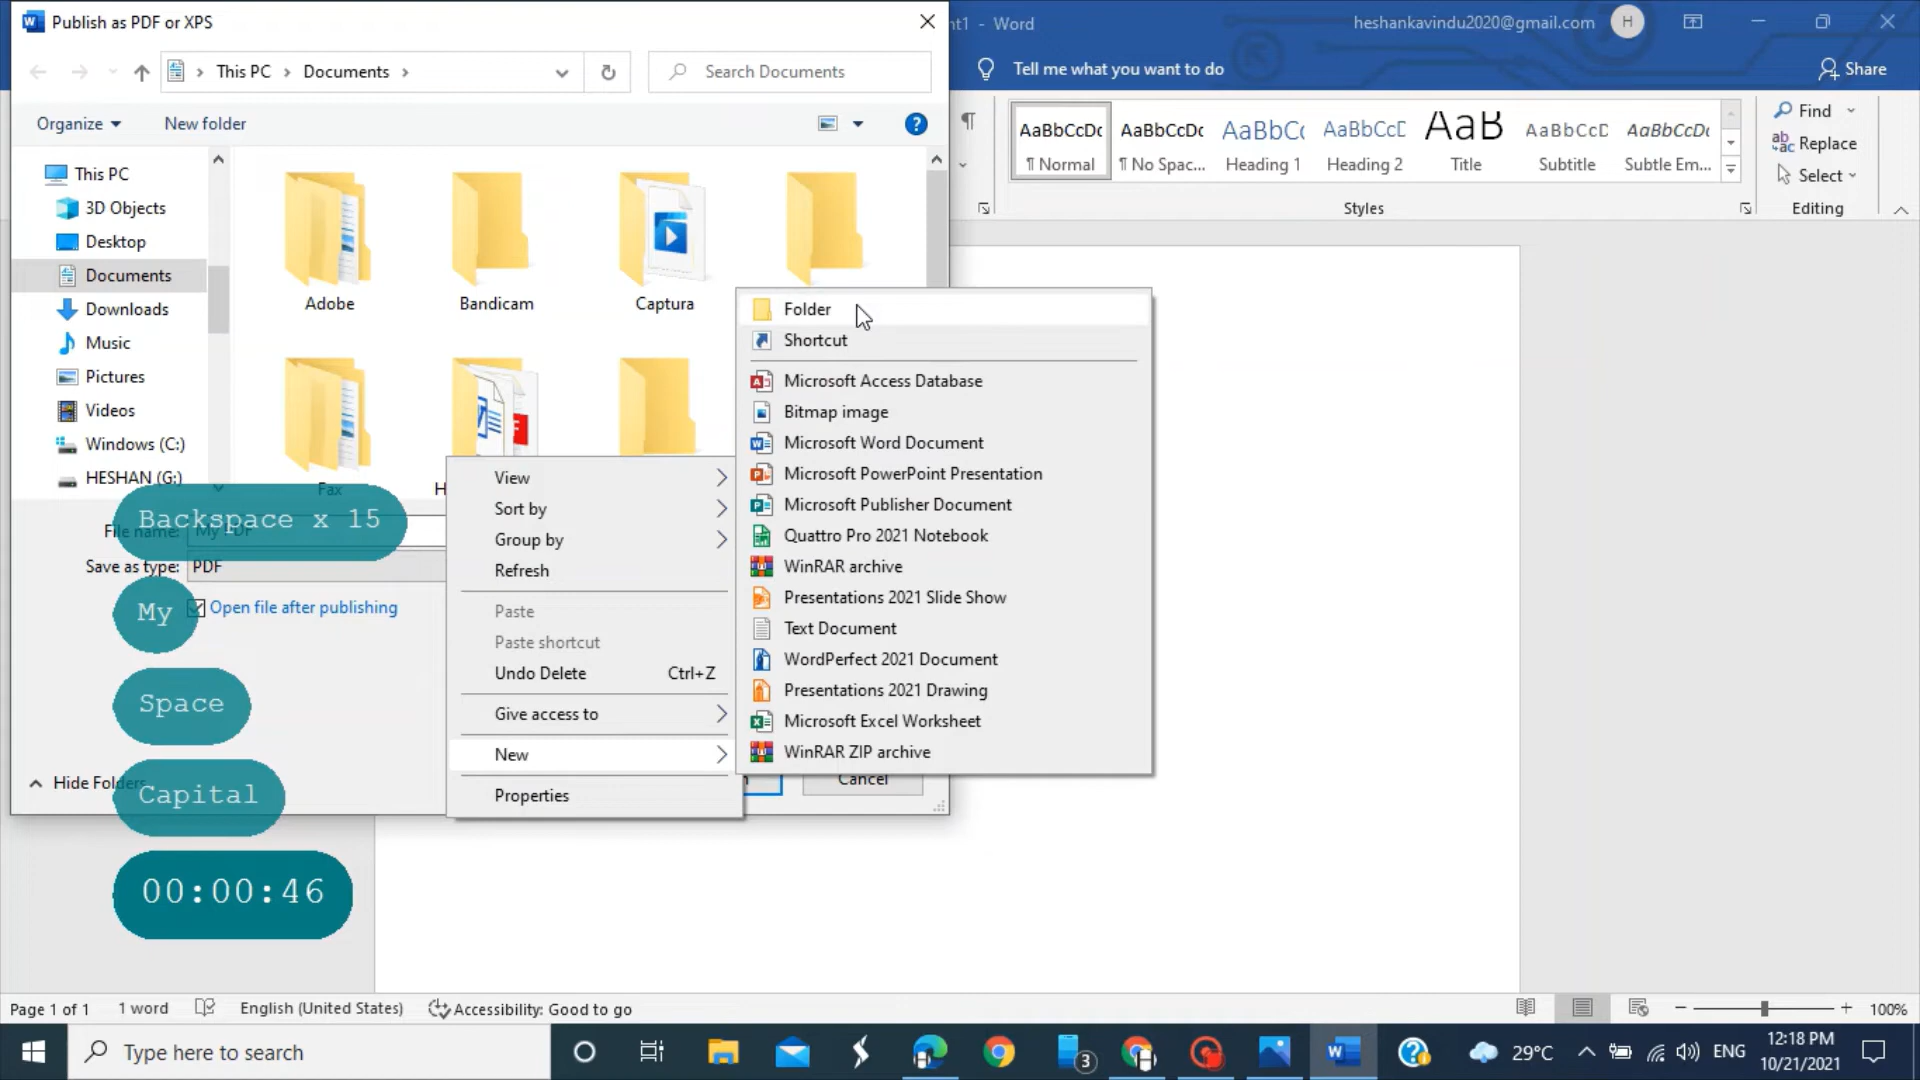 Publish as PDF or XPS
nt1 - Word
heshankavindu2020@gmail.com
H
This PC
Documents
Search Documents
Tell me what you want to do
Share
Organize
New folder
?
AaBbCcDc
¶ Normal
AaBbCcDc
¶ No Spac...
AaBbC(
Heading 1
AaBbCcE
Heading 2
AaB
Title
AaBbCcD
Subtitle
AaBbCcDc
Subtle Em...
Styles
Find
Replace
Select
Editing
This PC
3D Objects
Desktop
Documents
Downloads
Music
Pictures
Videos
Windows (C:)
HESHAN (G:)
Adobe
Bandicam
Captura
Fax
H
File name:
My PDF
Save as type:
PDF
Open file after publishing
Hide Folders
Cancel
View
Sort by
Group by
Refresh
Paste
Paste shortcut
Undo Delete Ctrl+Z
Give access to
New
Properties
Folder
Shortcut
Microsoft Access Database
Bitmap image
Microsoft Word Document
Microsoft PowerPoint Presentation
Microsoft Publisher Document
Quattro Pro 2021 Notebook
WinRAR archive
Presentations 2021 Slide Show
Text Document
WordPerfect 2021 Document
Presentations 2021 Drawing
Microsoft Excel Worksheet
WinRAR ZIP archive
Backspace x 15
My
Space
Capital
00:00:46
Page 1 of 1
1 word
English (United States)
Accessibility: Good to go
100%
Type here to search
3
29°C
ENG
12:18 PM
10/21/2021